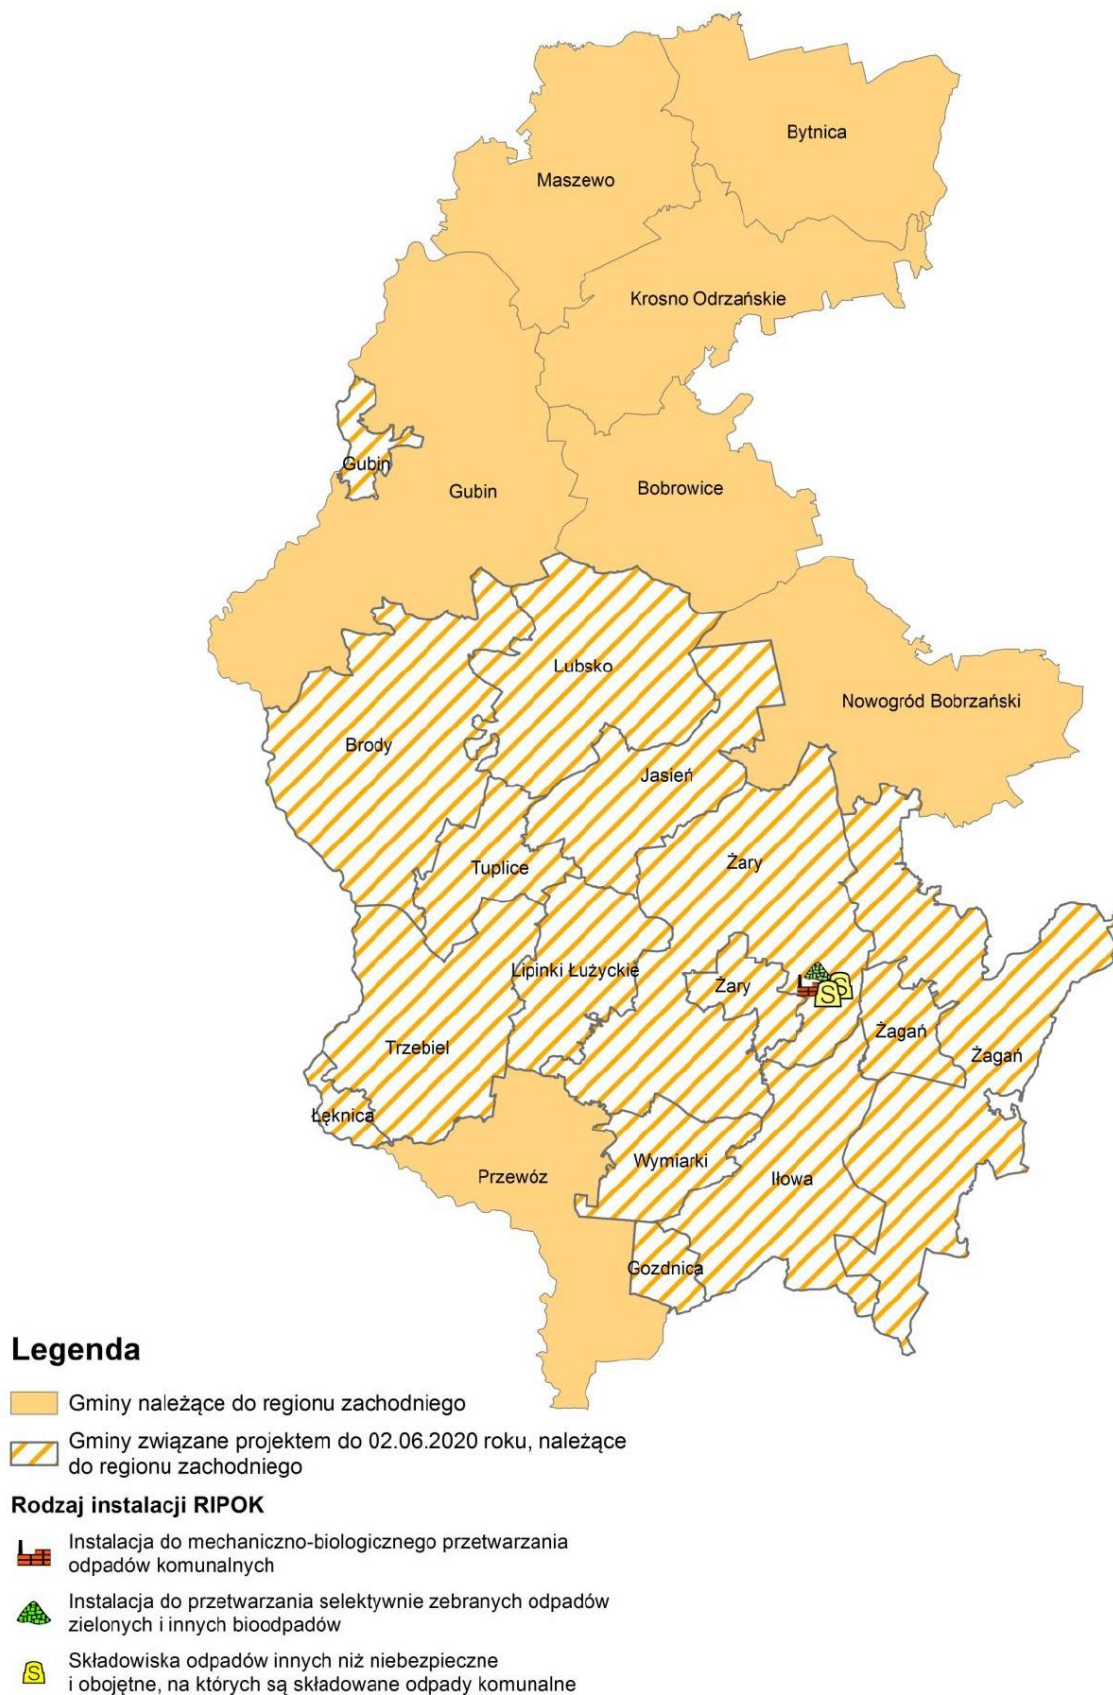 Bytnica
Maszewo
Krosno Odrzańskie
Gubin
Gubin
Bobrowice
Lubsko
Nowogród Bobrzański
Brody
Jasień
Tuplice
Żary
Lipinki Łużyckie
Żary
Żagań
Trzebiel
Żagań
Łęknica
Wymiarki
Przewóz
Iłowa
Gozdnica
Legenda
Gminy należące do regionu zachodniego
Gminy związane projektem do 02.06.2020 roku, należące
do regionu zachodniego
Rodzaj instalacji RIPOK
Instalacja do mechaniczno-biologicznego przetwarzania
odpadów komunalnych
Instalacja do przetwarzania selektywnie zebranych odpadów
zielonych i innych bioodpadów
S
Składowiska odpadów innych niż niebezpieczne
i obojętne, na których są składowane odpady komunalne